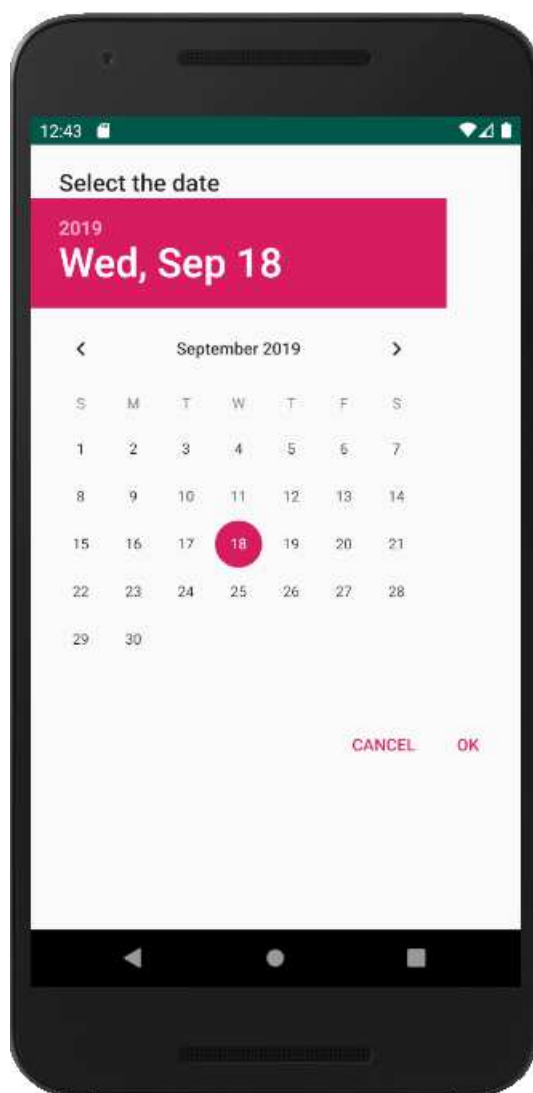 12:43
Select the date
2019
Wed, Sep 18
September 2019
S M T W T F S
1 2 3 4 5 6 7
8 9 10 11 12 13 14
15 16 17 18 19 20 21
22 23 24 25 26 27 28
29 30
CANCEL OK